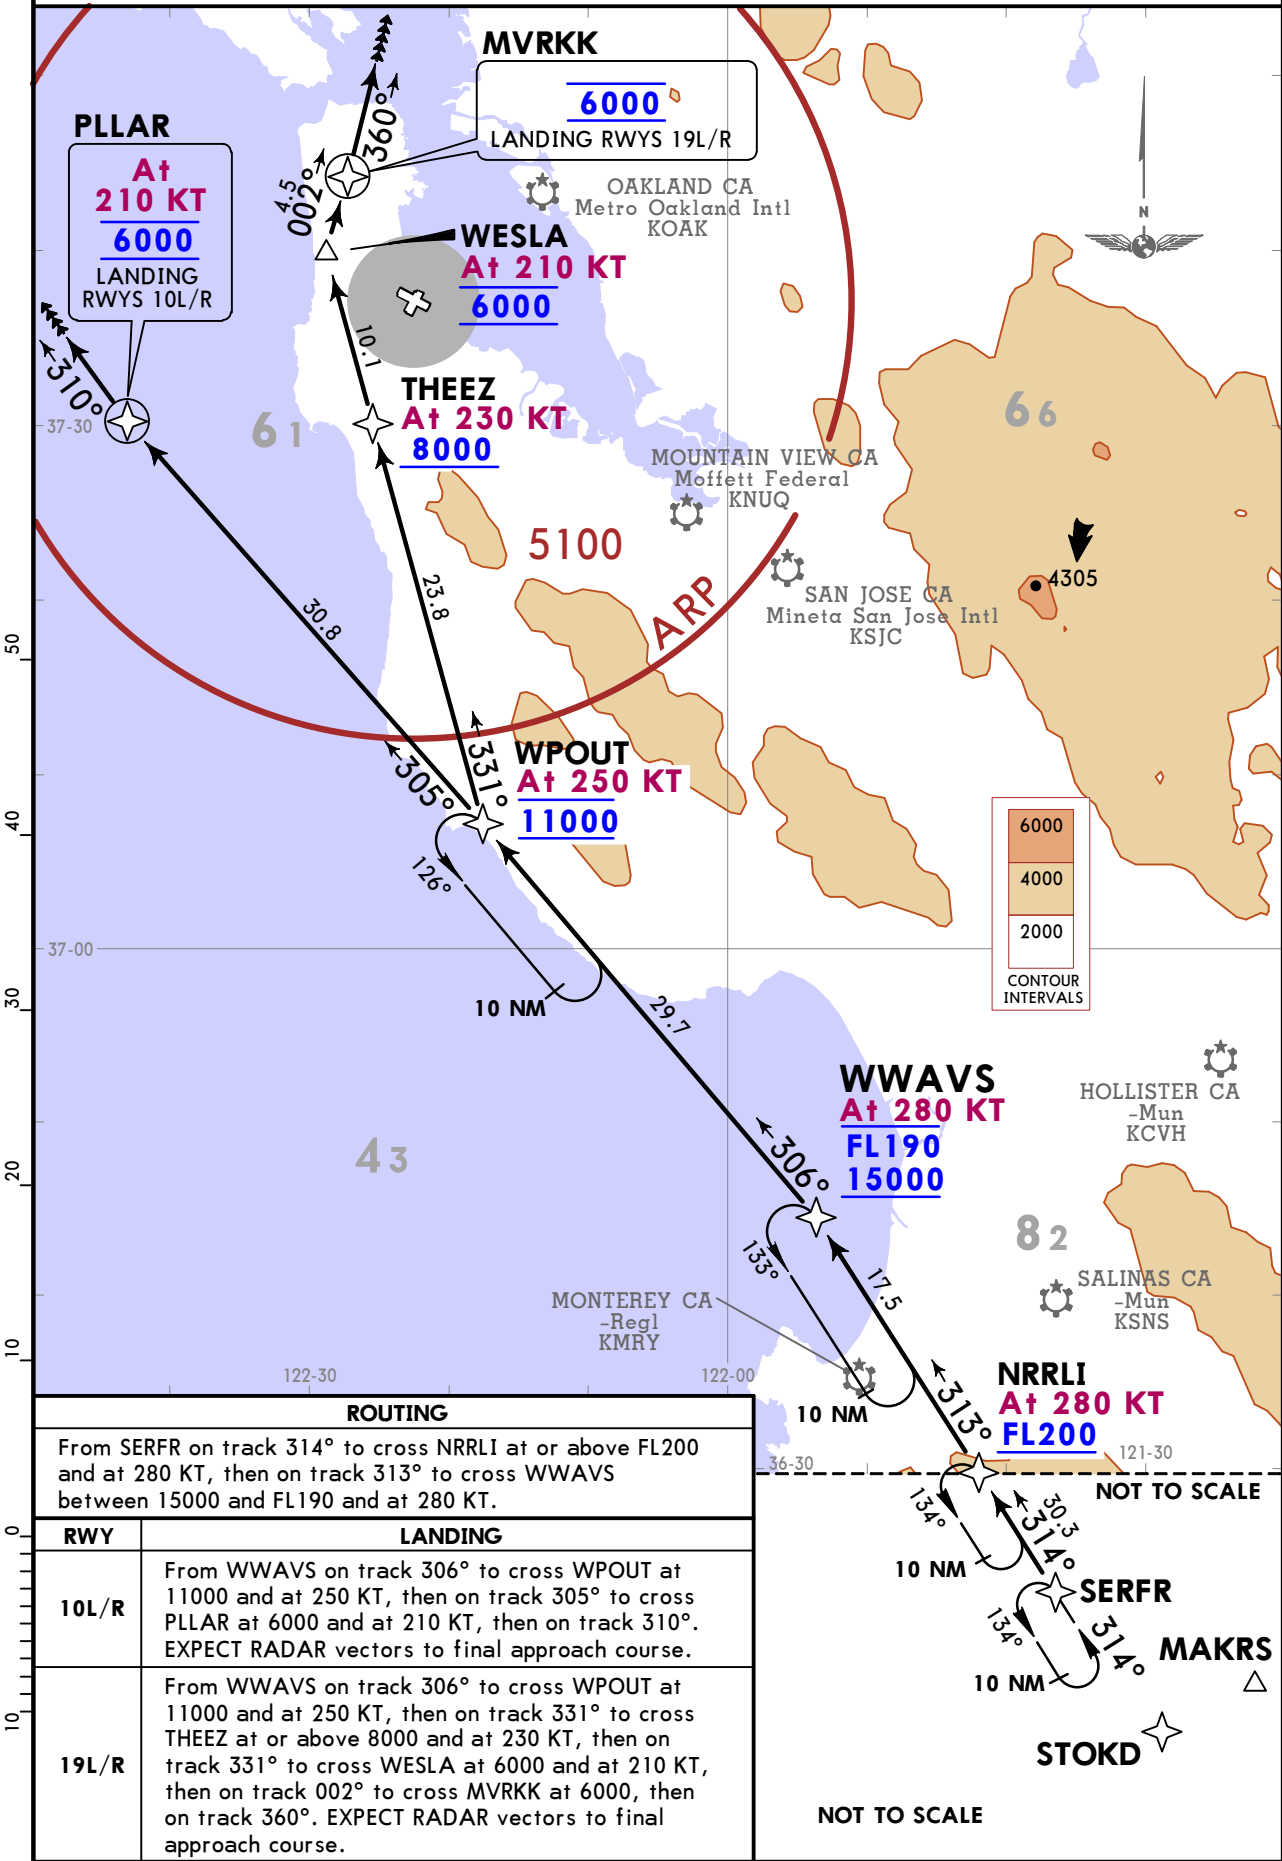 MVRKK
6000
LANDING RWYS 19L/R
PLLAR
At
210 KT
6000
LANDING
RWYS 10L/R
360°
4.5
002°
OAKLAND CA
Metro Oakland Intl
KOAK
N
WESLA
At 210 KT
6000
10.1
310°
THEEZ
At 230 KT
8000
37-30
61
66
MOUNTAIN VIEW CA
Moffett Federal
KNUQ
5100
4305
SAN JOSE CA
Mineta San Jose Intl
KSJC
ARP
30.8
23.8
50
331°
305°
WPOUT
At 250 KT
11000
40
126°
6000
4000
2000
CONTOUR
INTERVALS
37-00
30
10 NM
29.7
WWAVS
At 280 KT
FL190
15000
HOLLISTER CA
-Mun
KCVH
43
20
306°
82
133°
17.5
SALINAS CA
-Mun
KSNS
MONTEREY CA
-Regl
KMRY
10
122-30
122-00
10 NM
313°
NRRLI
At 280 KT
FL200
121-30
36-30
NOT TO SCALE
134°
30.3
314°
10 NM
SERFR
134°
314°
10 NM
MAKRS
STOKD
NOT TO SCALE
0
10
ROUTING
From SERFR on track 314° to cross NRRLI at or above FL200
and at 280 KT, then on track 313° to cross WWAVS
between 15000 and FL190 and at 280 KT.
RWY LANDING
10L/R
From WWAVS on track 306° to cross WPOUT at
11000 and at 250 KT, then on track 305° to cross
PLLAR at 6000 and at 210 KT, then on track 310°.
EXPECT RADAR vectors to final approach course.
19L/R
From WWAVS on track 306° to cross WPOUT at
11000 and at 250 KT, then on track 331° to cross
THEEZ at or above 8000 and at 230 KT, then on
track 331° to cross WESLA at 6000 and at 210 KT,
then on track 002° to cross MVRKK at 6000, then
on track 360°. EXPECT RADAR vectors to final
approach course.